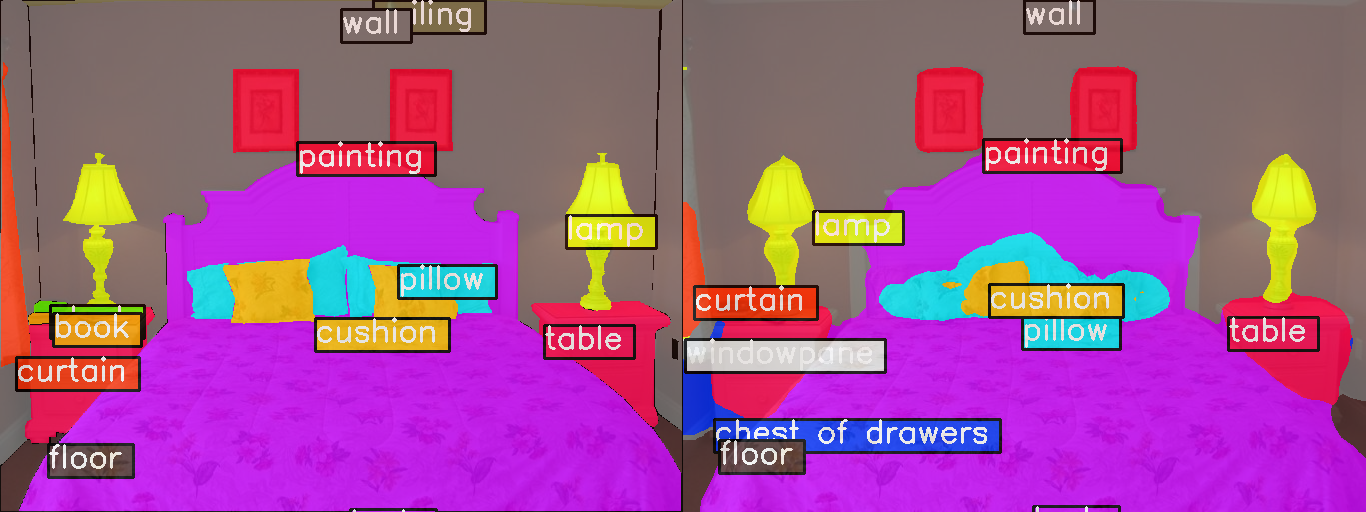 wall
painting
lamp
pillow
book
cushion
table
curtain
floor
wall
painting
lamp
curtain
cushion
pillow
table
windowpane
chest of drawers
floor